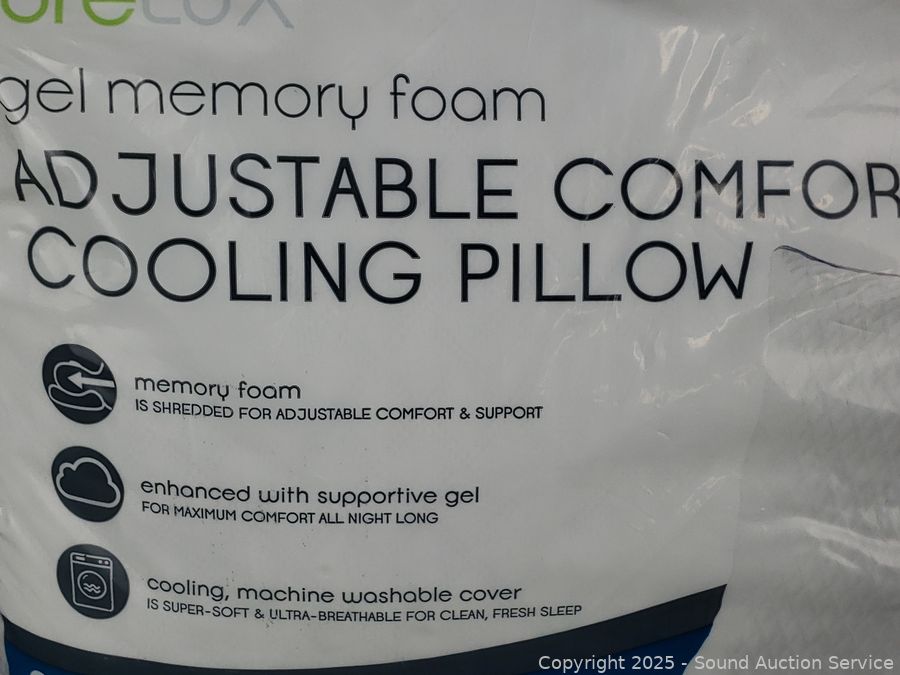 gel memory foam
ADJUSTABLE COMFOR
COOLING PILLOW
memory foam
IS SHREDDED FOR ADJUSTABLE COMFORT & SUPPORT
enhanced with supportive gel
FOR MAXIMUM COMFORT ALL NIGHT LONG
cooling, machine washable cover
IS SUPER-SOFT & ULTRA-BREATHABLE FOR CLEAN, FRESH SLEEP
Copyright 2025 - Sound Auction Service